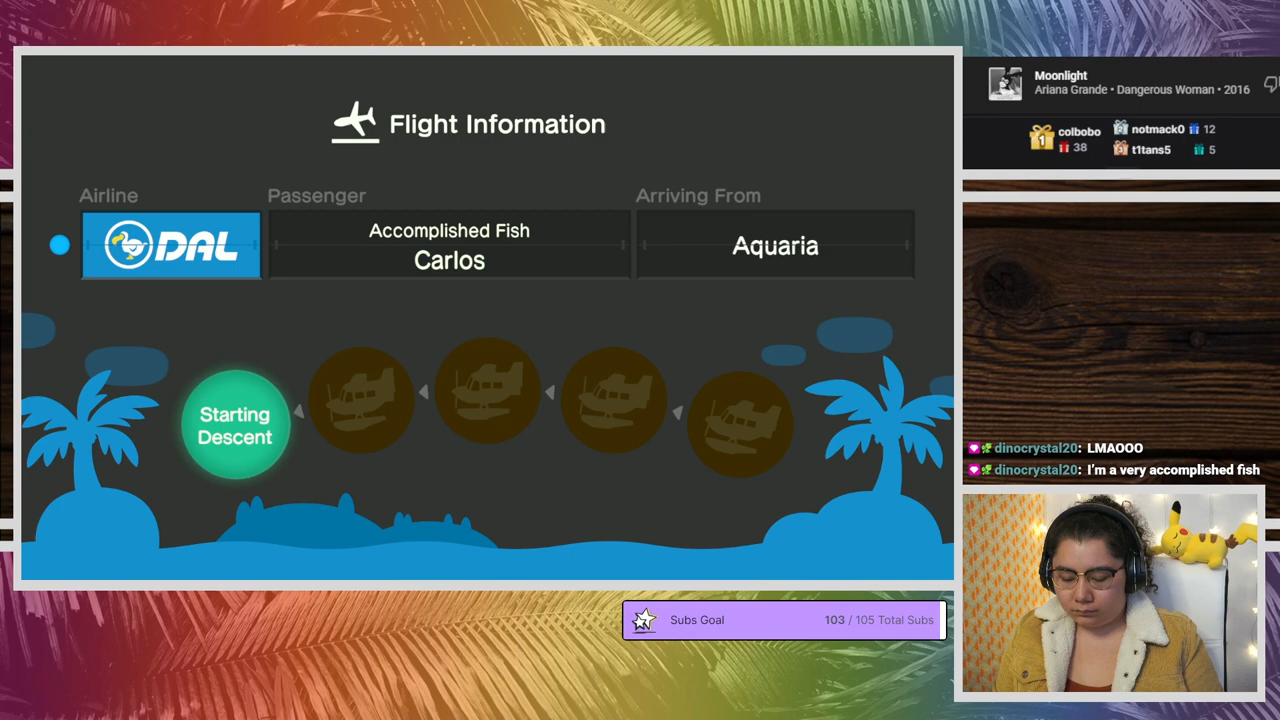 Flight Information
Airline
Passenger
Arriving From
DAL
Accomplished Fish
Carlos
Aquaria
Starting
Descent
Moonlight
Ariana Grande • Dangerous Woman • 2016
1
colbobo
38
notmack0 12
t1tans5 5
dinocrystal20: LMAOOO
dinocrystal20: I'm a very accomplished fish
Subs Goal
103 / 105 Total Subs